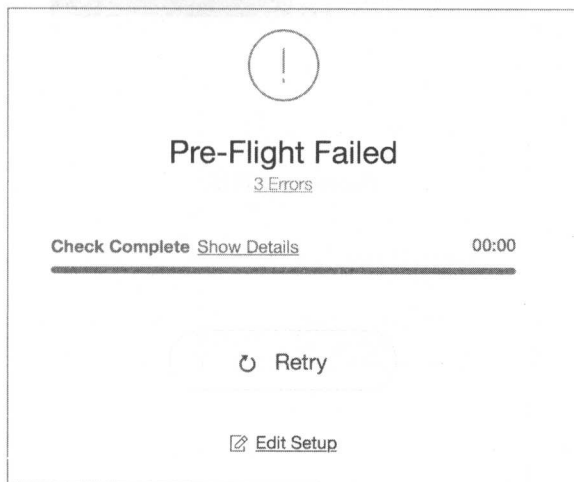 Pre-Flight Failed
3 Errors
Check Complete Show Details 00:00
Retry
Edit Setup